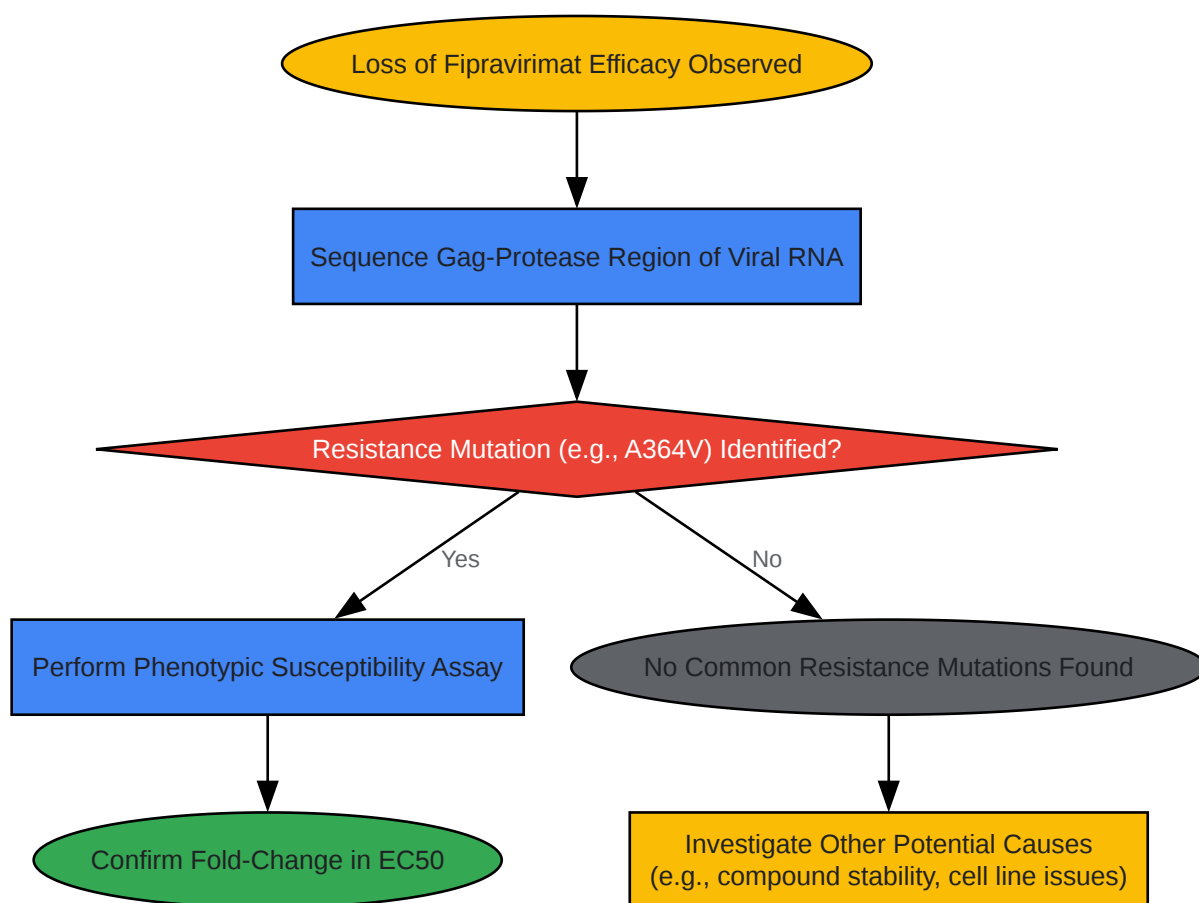 Loss of Fipravirimat Efficacy Observed
Sequence Gag-Protease Region of Viral RNA
Resistance Mutation (e.g., A364V) Identified?
Yes
No
Perform Phenotypic Susceptibility Assay
No Common Resistance Mutations Found
Confirm Fold-Change in EC50
Investigate Other Potential Causes
(e.g., compound stability, cell line issues)